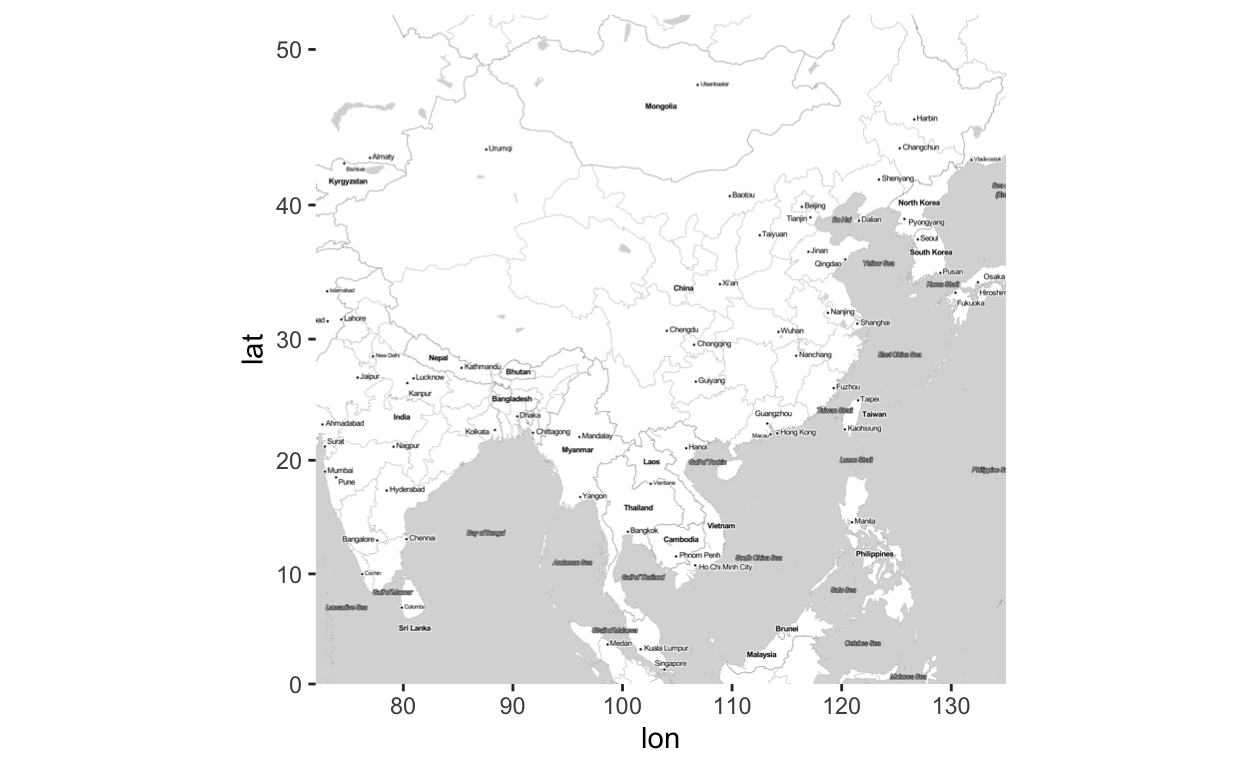 50
Ulaanbaatar
Mongolia
Harbin
Changchun
Urumqi
Almaty
Bishkek
Vladivostok
Kyrgyzstan
Shenyang
40
Baotou
Beijing
North Korea
Tianjin
Bo Hai
Dalian
Pyongyang
Taiyuan
Seoul
Jinan
South Korea
Qingdao
Yellow Sea
Pusan
Osaka
Xi'an
Korea Strait
China
Islamabad
Hiroshim
Fukuoka
Nanjing
ad
Lahore
Shanghai
Chengdu
Wuhan
30
lat
Chongqing
New Delhi
Nepal
Nanchang
East China Sea
Kathmandu
Bhutan
Jaipur
Lucknow
Guiyang
Kanpur
Fuzhou
Bangladesh
Taipei
India
Dhaka
Guangzhou
Taiwan Strait
Taiwan
Ahmadabad
Kolkata
Chittagong
Mandalay
Macau
Hong Kong
Kaohsiung
Surat
Nagpur
Myanmar
Hanoi
20
Laos
Gulf of Tonkin
Luzon Strait
Mumbai
Philippine S
Pune
Hyderabad
Vientiane
Yangon
Thailand
Manila
Vietnam
Bay of Bengal
Bangkok
Bangalore
Chennai
Cambodia
Phnom Penh
Philippines
Andaman Sea
South China Sea
Ho Chi Minh City
10
Cochin
Gulf of Thailand
Gulf of Mannar
Sulu Sea
Laccadive Sea
Colombo
Sri Lanka
Strait of Malacca
Brunei
Medan
Kuala Lumpur
Celebes Sea
Malaysia
Singapore
Molucca Sea
0
80 90 100 110 120 130
lon